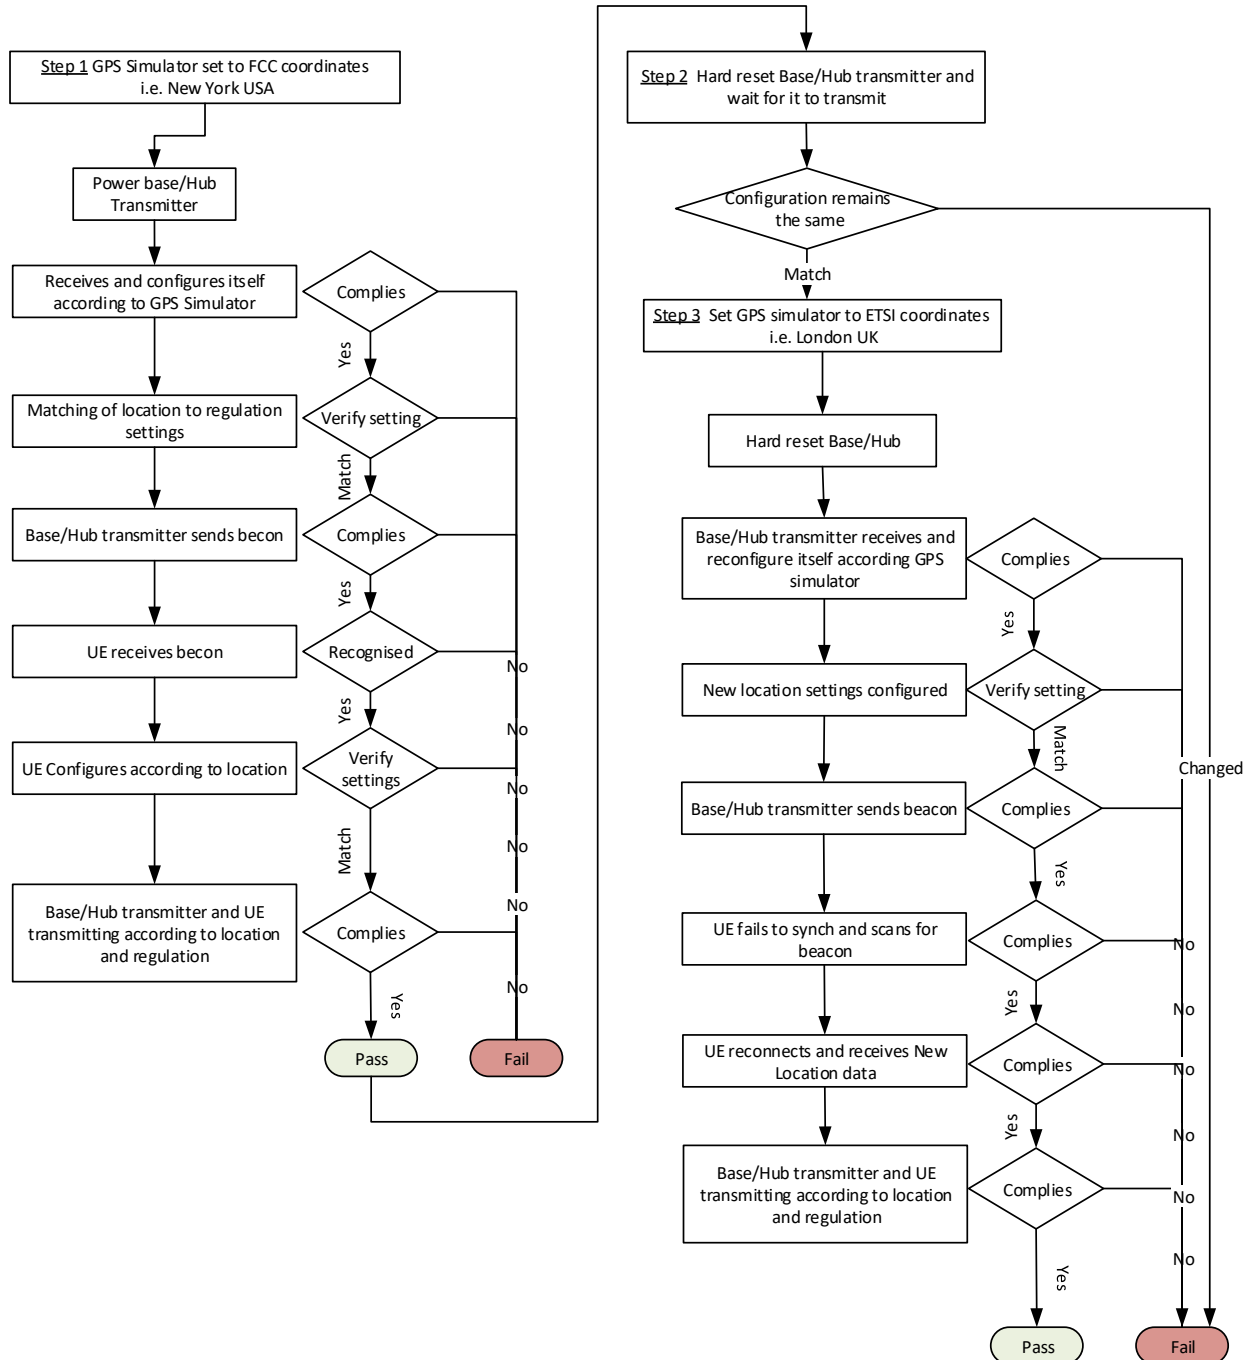 Step 1 GPS Simulator set to FCC coordinates
i.e. New York USA
Power base/Hub
Transmitter
Receives and configures itself
according to GPS Simulator
Complies
Yes
Matching of location to regulation
settings
Verify setting
Match
Base/Hub transmitter sends becon
Complies
Yes
UE receives becon
Recognised
No
Yes
No
UE Configures according to location
Verify
settings
No
Match
No
No
Base/Hub transmitter and UE
transmitting according to location
and regulation
Complies
No
Yes
Pass
Fail
Step 2 Hard reset Base/Hub transmitter and
wait for it to transmit
Configuration remains
the same
Match
Changed
Step 3 Set GPS simulator to ETSI coordinates
i.e. London UK
Hard reset Base/Hub
Base/Hub transmitter receives and
reconfigure itself according GPS
simulator
Complies
Yes
New location settings configured
Verify setting
Match
Base/Hub transmitter sends beacon
Complies
Yes
UE fails to synch and scans for
beacon
Complies
No
Yes
No
UE reconnects and receives New
Location data
Complies
No
Yes
No
Base/Hub transmitter and UE
transmitting according to location
and regulation
Complies
No
No
Yes
Pass
Fail